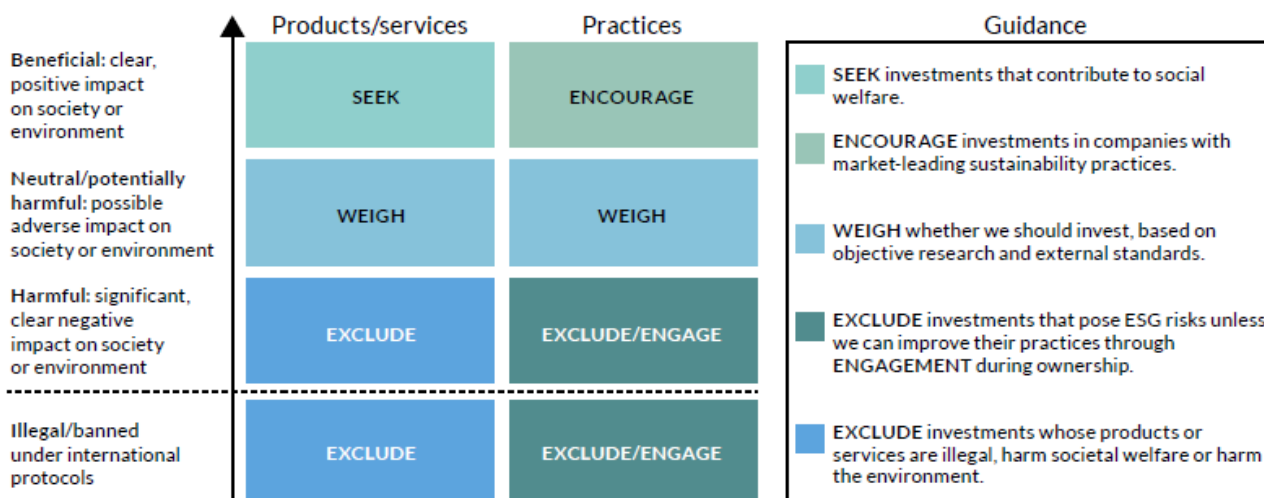 Products/services
Practices
Guidance
Beneficial: clear,
positive impact
on society or
environment
SEEK
ENCOURAGE
SEEK investments that contribute to social
welfare.
ENCOURAGE investments in companies with
market-leading sustainability practices.
Neutral/potentially
harmful: possible
adverse impact on
society or environment
WEIGH
WEIGH
WEIGH whether we should invest, based on
objective research and external standards.
Harmful: significant,
clear negative
impact on society
or environment
EXCLUDE
EXCLUDE/ENGAGE
EXCLUDE investments that pose ESG risks unless
we can improve their practices through
ENGAGEMENT during ownership.
Illegal/banned
under international
protocols
EXCLUDE
EXCLUDE/ENGAGE
EXCLUDE investments whose products or
services are illegal, harm societal welfare or harm
the environment.